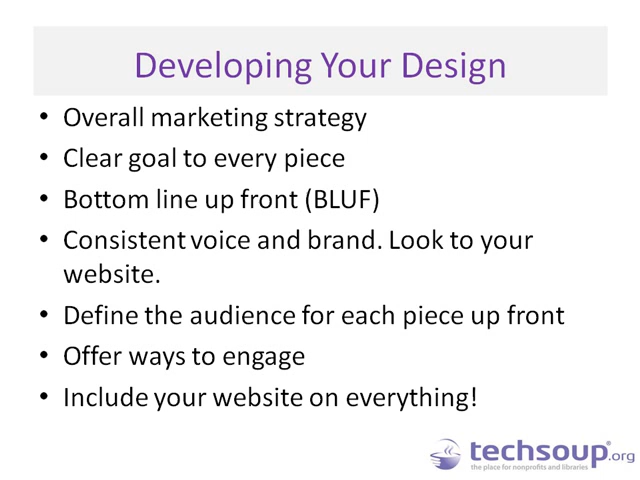 Developing Your Design
• Overall marketing strategy
• Clear goal to every piece
• Bottom line up front (BLUF)
• Consistent voice and brand. Look to your
website.
• Define the audience for each piece up front
• Offer ways to engage
• Include your website on everything!
techsoup®.org
the place for nonprofits and libraries